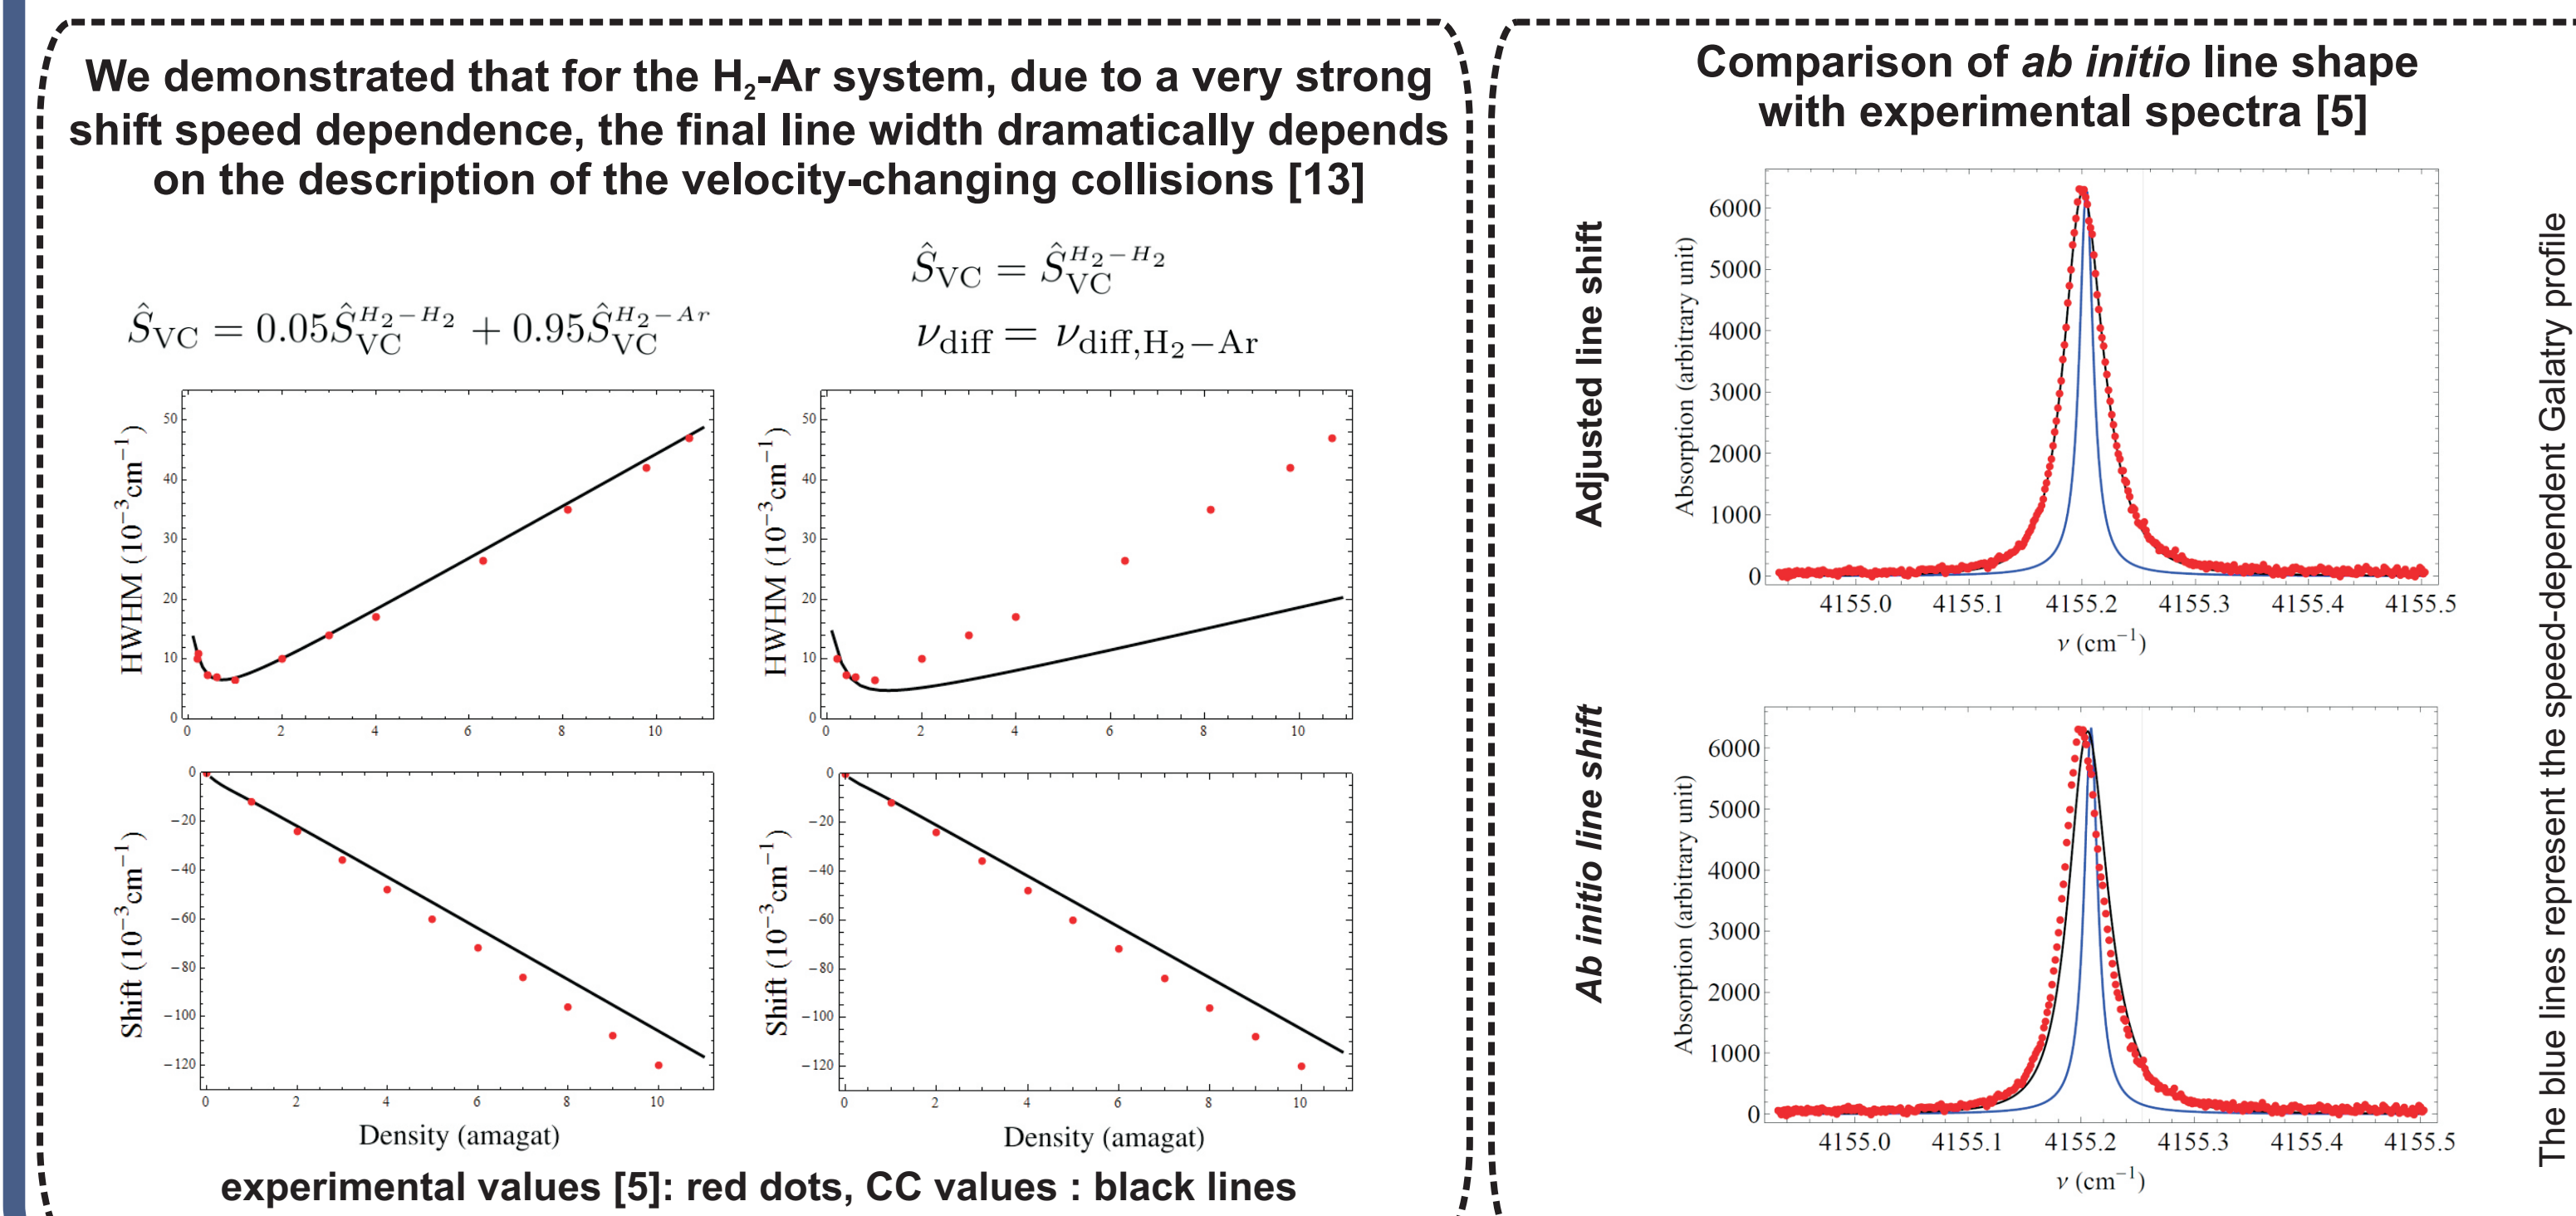 We demonstrated that for the H₂-Ar system, due to a very strong
shift speed dependence, the final line width dramatically depends
on the description of the velocity-changing collisions [13]
Ŝ_VC = 0.05Ŝ_VC^{H₂−H₂} + 0.95Ŝ_VC^{H₂−Ar}
Ŝ_VC = Ŝ_VC^{H₂−H₂}
ν_diff = ν_{diff,H₂−Ar}
HWHM (10⁻³cm⁻¹)
50
40
30
20
10
0
0 2 4 6 8 10
HWHM (10⁻³cm⁻¹)
50
40
30
20
10
0
0 2 4 6 8 10
Shift (10⁻³cm⁻¹)
0
−20
−40
−60
−80
−100
−120
0 2 4 6 8 10
Density (amagat)
Shift (10⁻³cm⁻¹)
0
−20
−40
−60
−80
−100
−120
0 2 4 6 8 10
Density (amagat)
experimental values [5]: red dots, CC values : black lines
Comparison of ab initio line shape
with experimental spectra [5]
Adjusted line shift
Absorption (arbitrary unit)
6000
5000
4000
3000
2000
1000
0
4155.0 4155.1 4155.2 4155.3 4155.4 4155.5
ν (cm⁻¹)
Ab initio line shift
Absorption (arbitrary unit)
6000
5000
4000
3000
2000
1000
0
4155.0 4155.1 4155.2 4155.3 4155.4 4155.5
ν (cm⁻¹)
The blue lines represent the speed-dependent Galatry profile